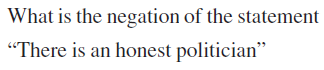 What is the negation of the statement
“There is an honest politician”